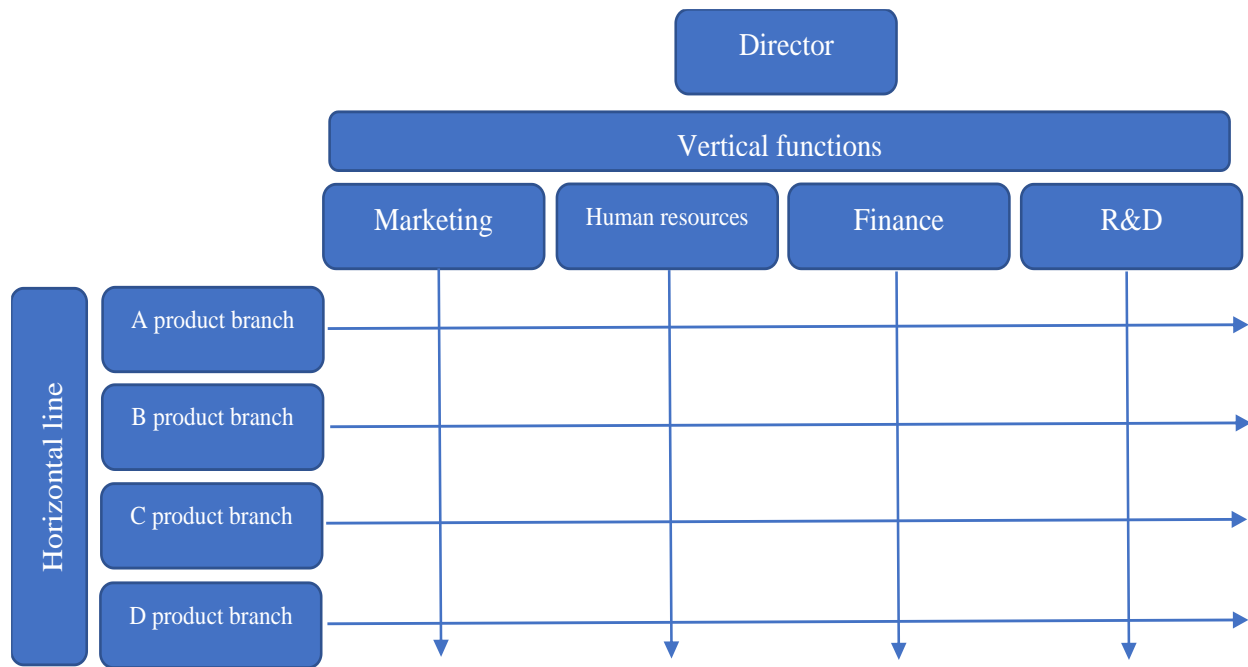 Director
Vertical functions
Marketing
Human resources
Finance
R&D
Horizontal line
A product branch
B product branch
C product branch
D product branch